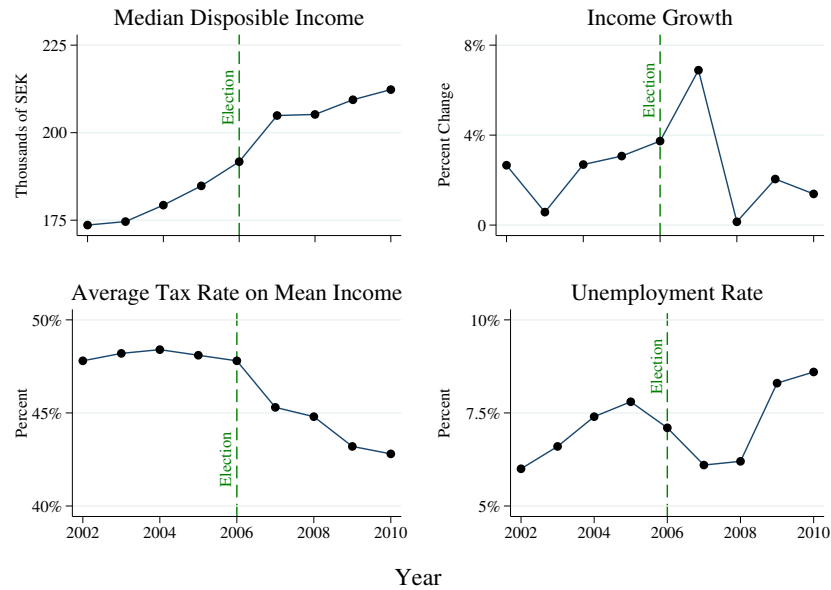 Median Disposible Income
Thousands of SEK
225
200
175
Election
Income Growth
Percent Change
8%
4%
0
Election
Average Tax Rate on Mean Income
Percent
50%
45%
40%
Election
2002 2004 2006 2008 2010
Unemployment Rate
Percent
10%
7.5%
5%
Election
2002 2004 2006 2008 2010
Year